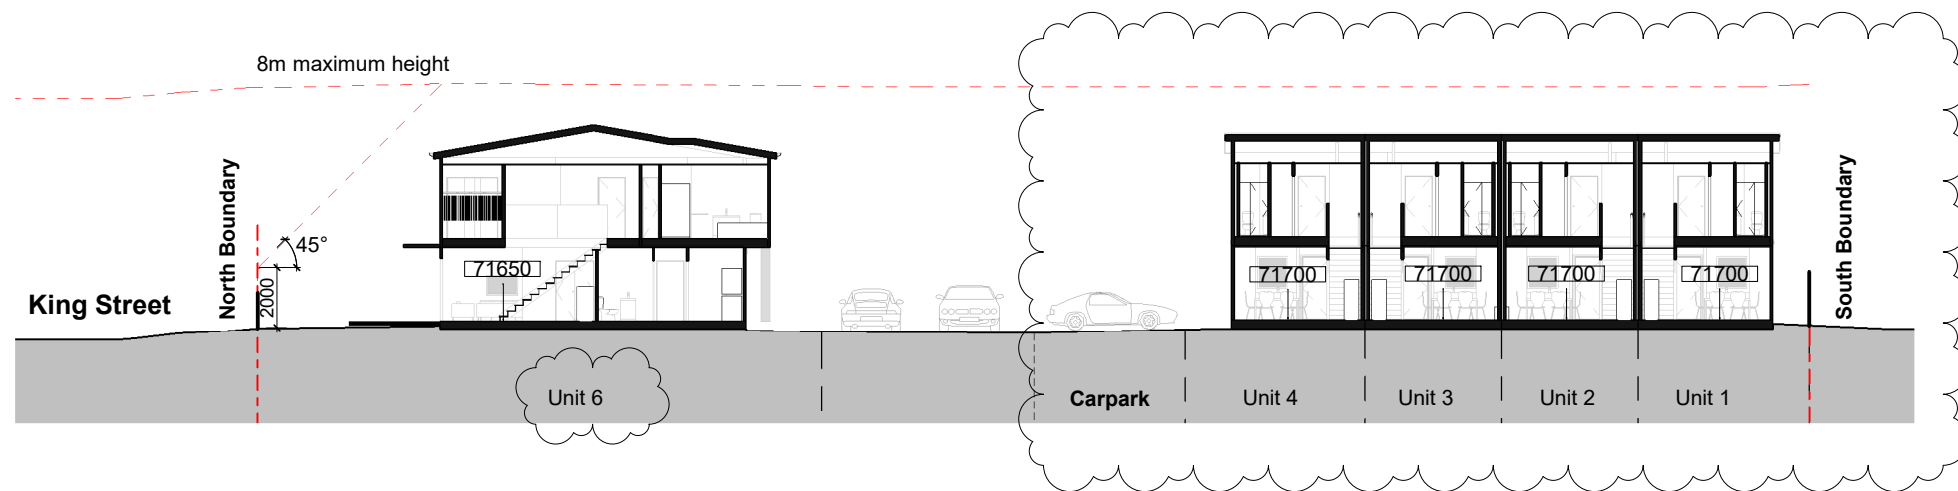 8m maximum height
North Boundary
45°
2000
King Street
71650
71700
71700
71700
71700
South Boundary
Unit 6
Carpark
Unit 4
Unit 3
Unit 2
Unit 1